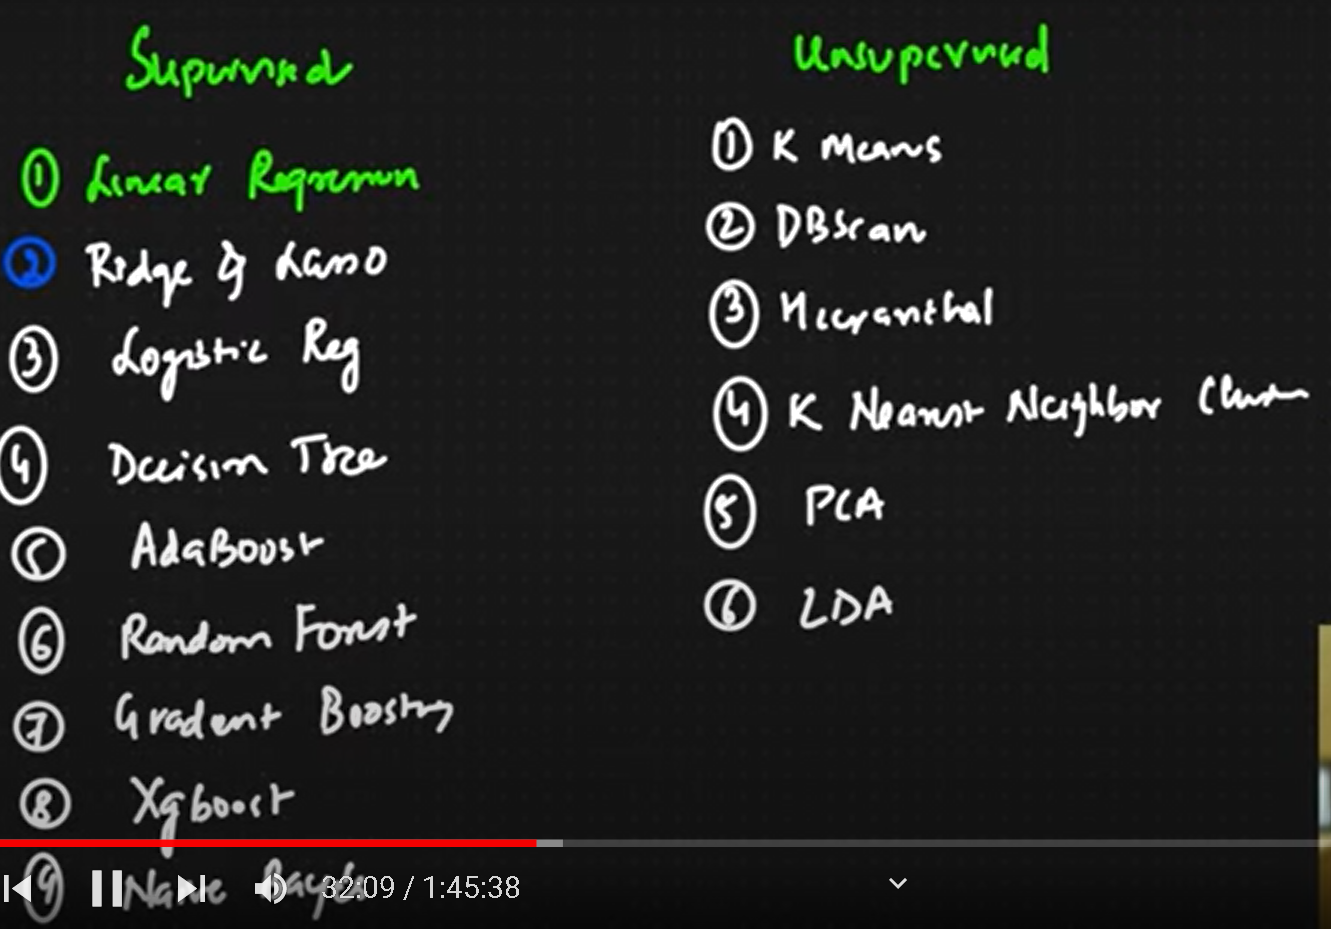 Supervised
① Linear Regression
② Ridge & Lasso
③ Logistic Reg
④ Decision Tree
⑤ AdaBoost
⑥ Random Forest
⑦ Gradient Boosting
⑧ Xgboost
⑨ Naive Bayes
Unsupervised
① K Means
② DBScan
③ Hierarchical
④ K Nearest Neighbor Cluster
⑤ PCA
⑥ LDA
32:09 / 1:45:38